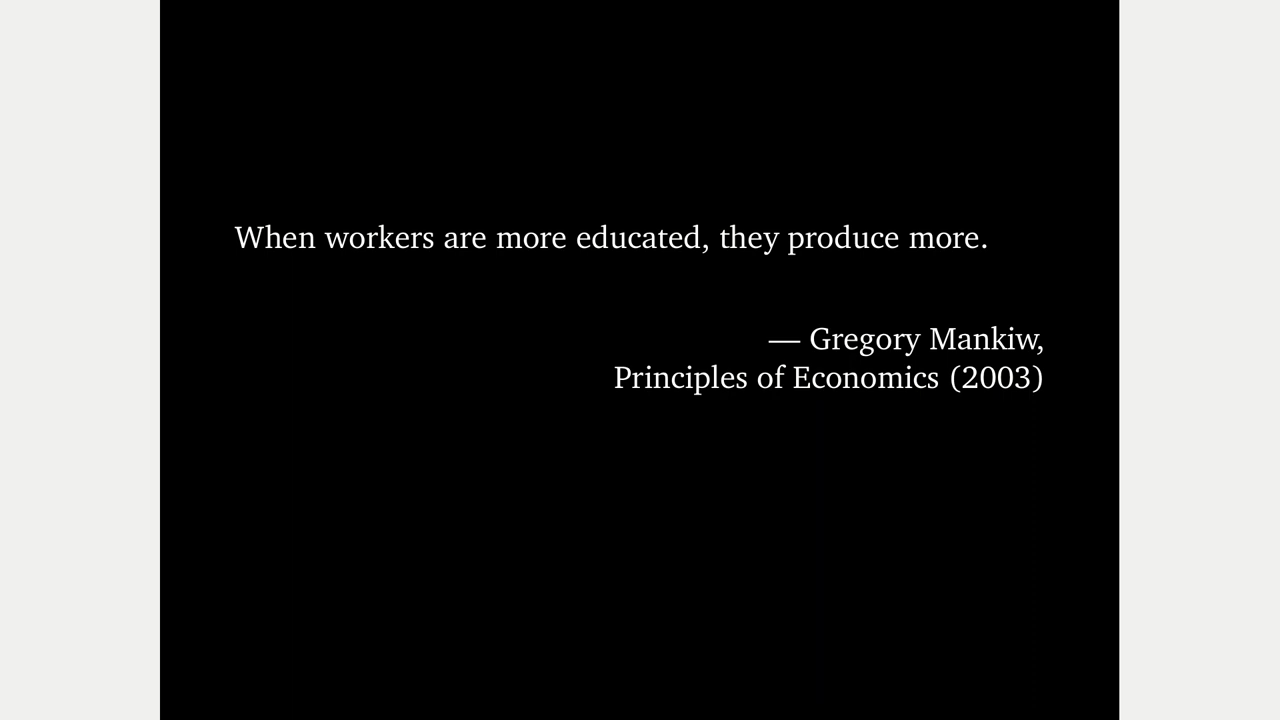 When workers are more educated, they produce more.
— Gregory Mankiw,
Principles of Economics (2003)